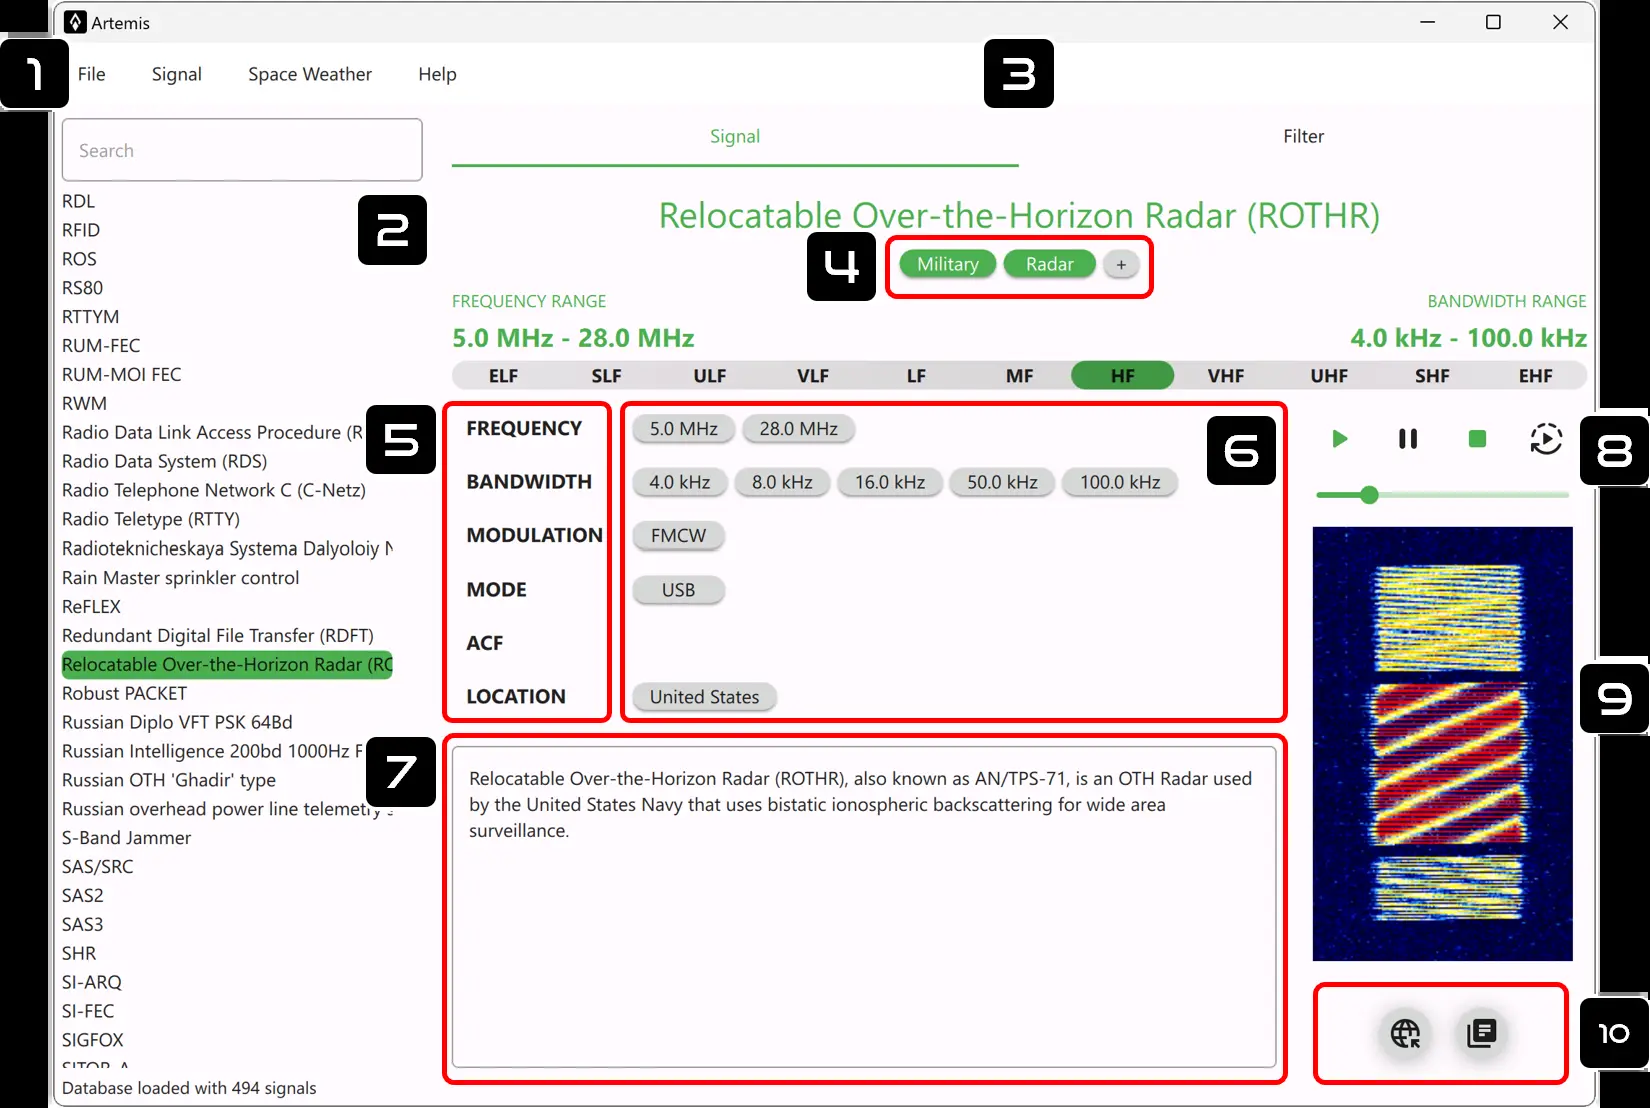 Artemis
1
File Signal Space Weather Help
3
Search
Signal Filter
RDL
RFID
ROS
RS80
RTTYM
RUM-FEC
RUM-MOI FEC
RWM
Radio Data Link Access Procedure (R
Radio Data System (RDS)
Radio Telephone Network C (C-Netz)
Radio Teletype (RTTY)
Radioteknicheskaya Systema Dalyoloiy N
Rain Master sprinkler control
ReFLEX
Redundant Digital File Transfer (RDFT)
Relocatable Over-the-Horizon Radar (RO
Robust PACKET
Russian Diplo VFT PSK 64Bd
Russian Intelligence 200bd 1000Hz F
Russian OTH 'Ghadir' type
Russian overhead power line telemetry s
S-Band Jammer
SAS/SRC
SAS2
SAS3
SHR
SI-ARQ
SI-FEC
SIGFOX
SITOR-A
Database loaded with 494 signals
2
Relocatable Over-the-Horizon Radar (ROTHR)
4
Military Radar +
FREQUENCY RANGE BANDWIDTH RANGE
5.0 MHz - 28.0 MHz 4.0 kHz - 100.0 kHz
ELF SLF ULF VLF LF MF HF VHF UHF SHF EHF
5
FREQUENCY 5.0 MHz 28.0 MHz
6
8
BANDWIDTH 4.0 kHz 8.0 kHz 16.0 kHz 50.0 kHz 100.0 kHz
MODULATION FMCW
MODE USB
ACF
LOCATION United States
9
7
Relocatable Over-the-Horizon Radar (ROTHR), also known as AN/TPS-71, is an OTH Radar used
by the United States Navy that uses bistatic ionospheric backscattering for wide area
surveillance.
10